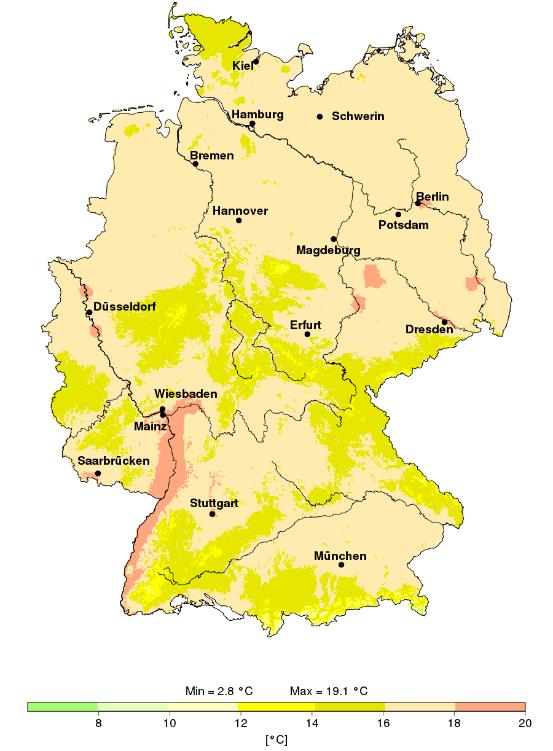 Kiel
Hamburg
Schwerin
Bremen
Berlin
Hannover
Potsdam
Magdeburg
Düsseldorf
Erfurt
Dresden
Wiesbaden
Mainz
Saarbrücken
Stuttgart
München
Min = 2.8 °C Max = 19.1 °C
8 10 12 14 16 18 20
[°C]